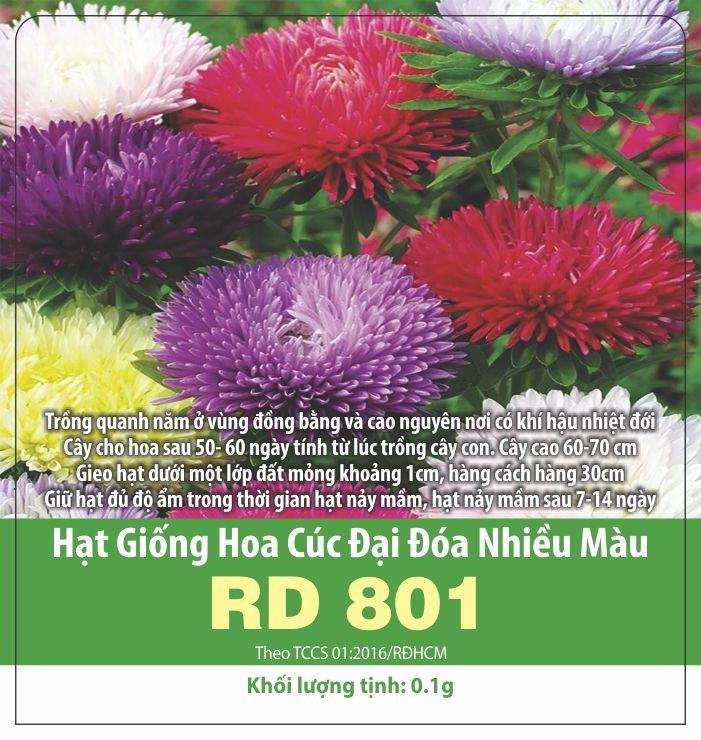 Trồng quanh năm ở vùng đồng bằng và cao nguyên nơi có khí hậu nhiệt đới
Cây cho hoa sau 50- 60 ngày tính từ lúc trồng cây con. Cây cao 60-70 cm
Gieo hạt dưới một lớp đất mỏng khoảng 1cm, hàng cách hàng 30cm
Giữ hạt đủ đô ẩm trong thời gian hạt nảy mầm, hạt nảy mầm sau 7-14 ngày
Hạt Giống Hoa Cúc Đại Đóa Nhiều Màu
RD 801
Theo TCCS 01:2016/RĐHCM
Khối lượng tịnh: 0.1g